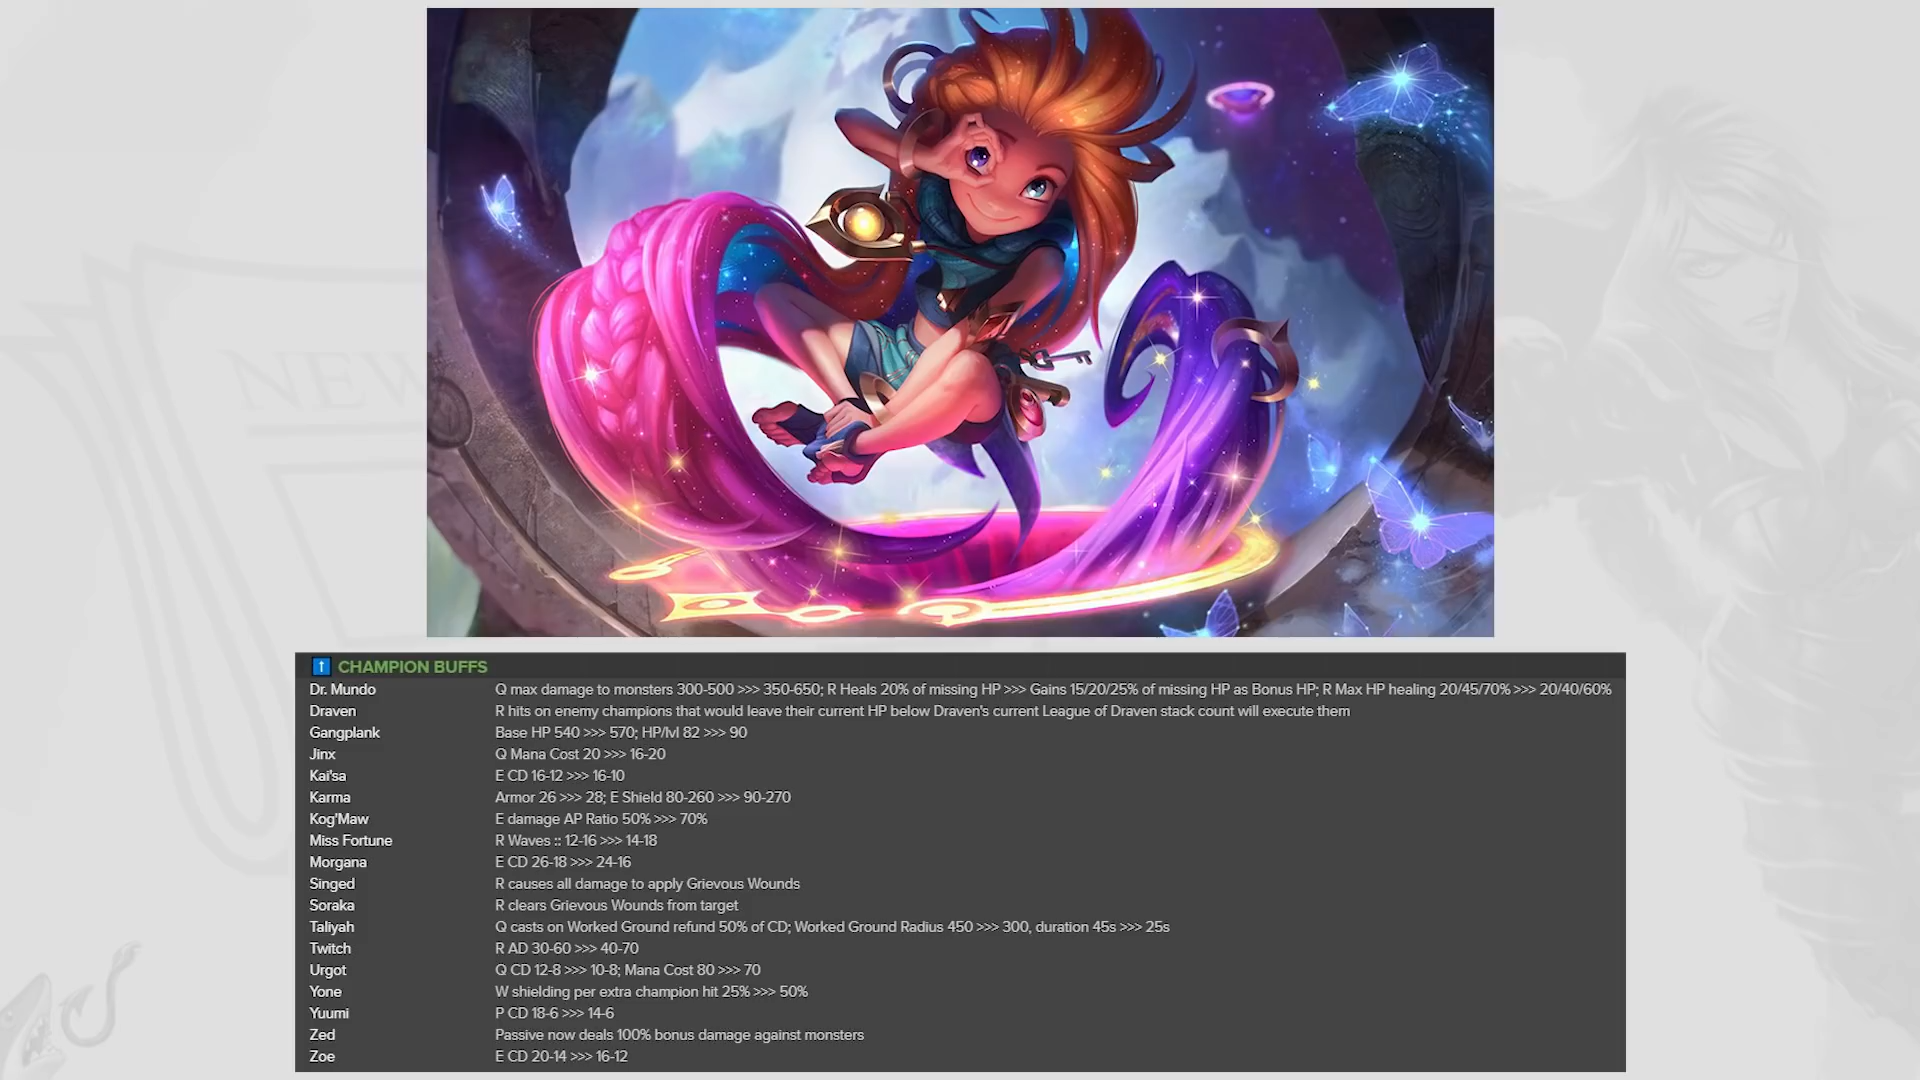 NEW
↑ CHAMPION BUFFS
Dr. Mundo Q max damage to monsters 300-500 >>> 350-650; R Heals 20% of missing HP >>> Gains 15/20/25% of missing HP as Bonus HP; R Max HP healing 20/45/70% >>> 20/40/60%
Draven R hits on enemy champions that would leave their current HP below Draven's current League of Draven stack count will execute them
Gangplank Base HP 540 >>> 570; HP/lvl 82 >>> 90
Jinx Q Mana Cost 20 >>> 16-20
Kai'sa E CD 16-12 >>> 16-10
Karma Armor 26 >>> 28; E Shield 80-260 >>> 90-270
Kog'Maw E damage AP Ratio 50% >>> 70%
Miss Fortune R Waves :: 12-16 >>> 14-18
Morgana E CD 26-18 >>> 24-16
Singed R causes all damage to apply Grievous Wounds
Soraka R clears Grievous Wounds from target
Taliyah Q casts on Worked Ground refund 50% of CD; Worked Ground Radius 450 >>> 300, duration 45s >>> 25s
Twitch R AD 30-60 >>> 40-70
Urgot Q CD 12-8 >>> 10-8; Mana Cost 80 >>> 70
Yone W shielding per extra champion hit 25% >>> 50%
Yuumi P CD 18-6 >>> 14-6
Zed Passive now deals 100% bonus damage against monsters
Zoe E CD 20-14 >>> 16-12